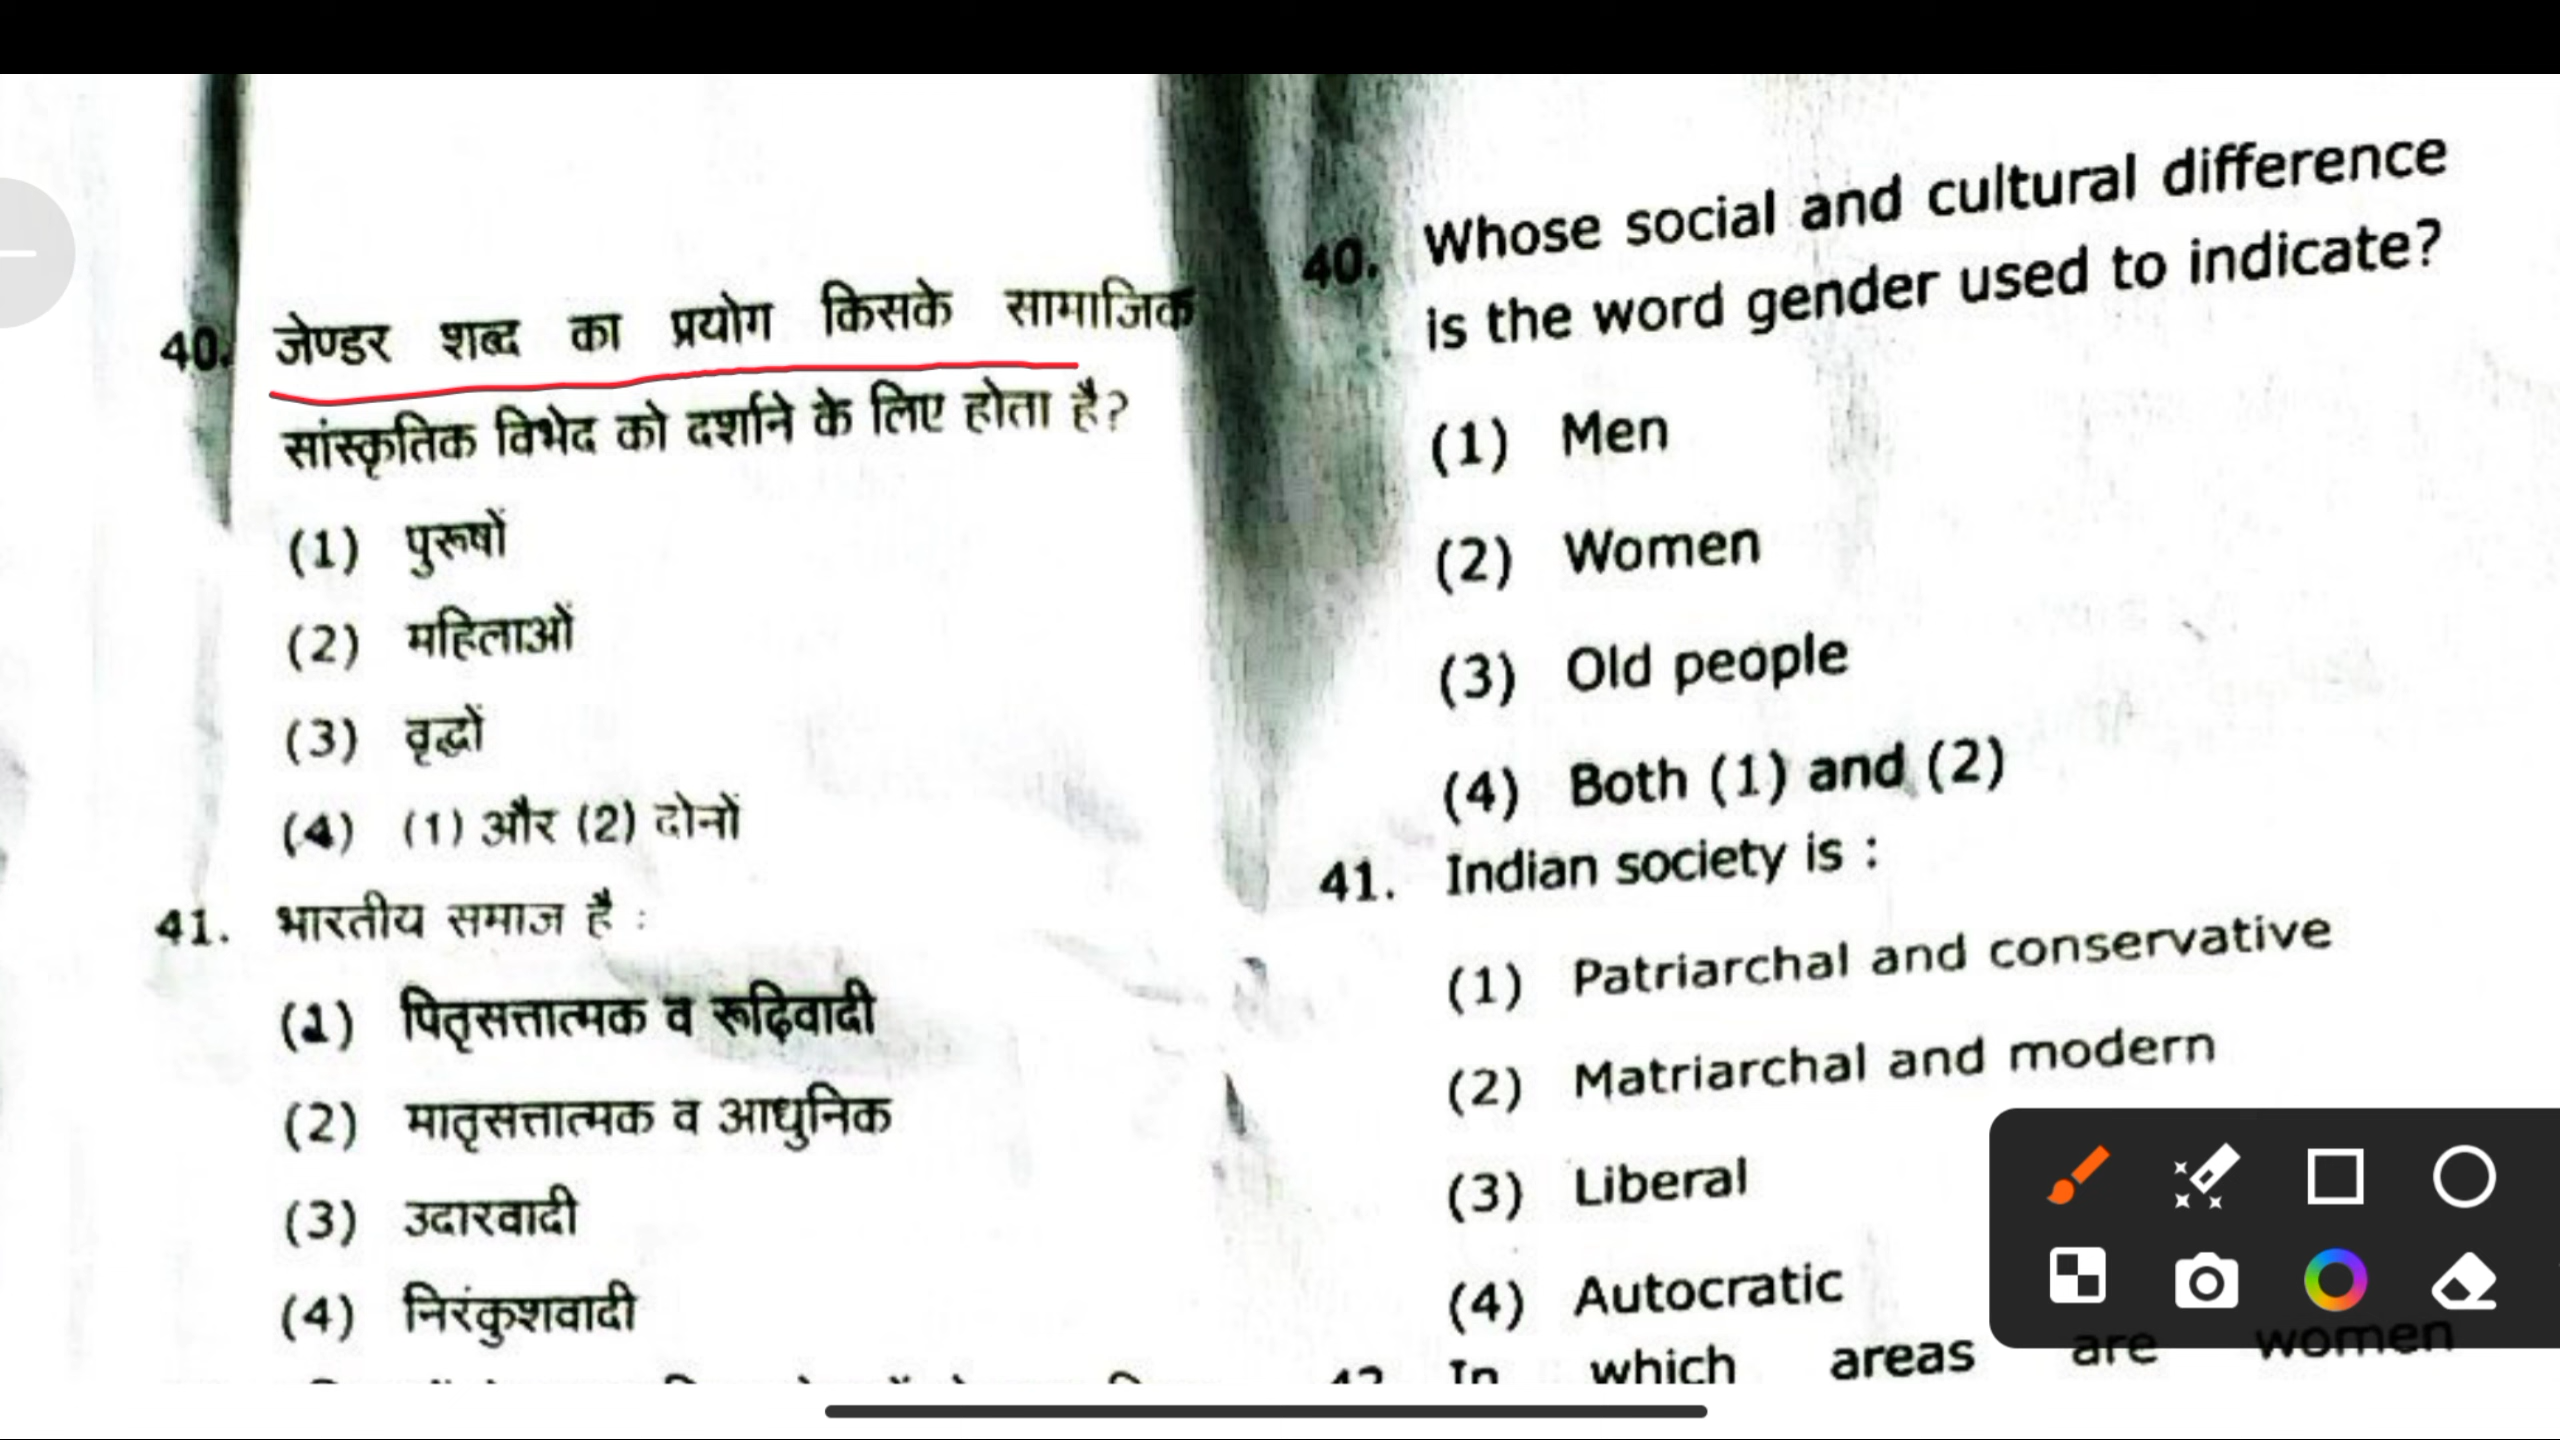 40. जेण्डर शब्द का प्रयोग किसके सामाजिक
सांस्कृतिक विभेद को दर्शाने के लिए होता है?
(1) पुरूषों
(2) महिलाओं
(3) वृद्धों
(4) (1) और (2) दोनों
41. भारतीय समाज है :
(1) पितृसत्तात्मक व रूढ़िवादी
(2) मातृसत्तात्मक व आधुनिक
(3) उदारवादी
(4) निरंकुशवादी
40. Whose social and cultural difference
is the word gender used to indicate?
(1) Men
(2) Women
(3) Old people
(4) Both (1) and (2)
41. Indian society is :
(1) Patriarchal and conservative
(2) Matriarchal and modern
(3) Liberal
(4) Autocratic
In which areas are women